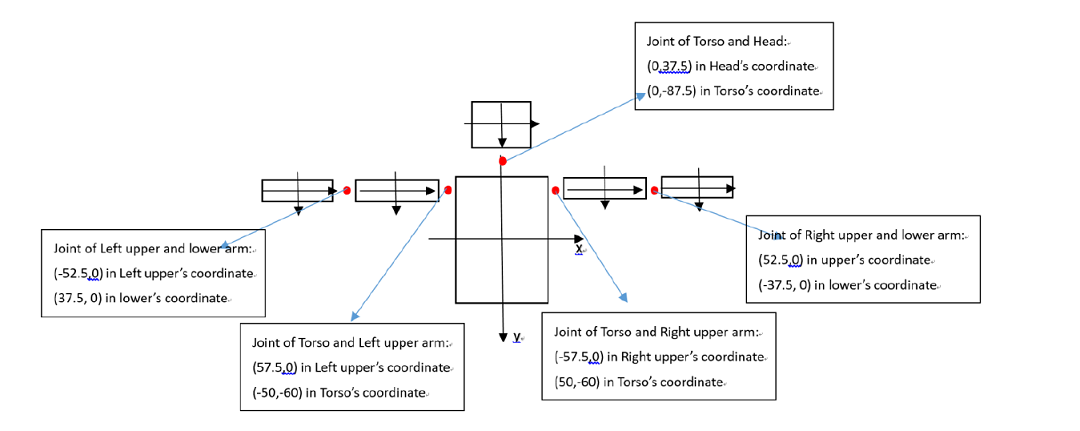 Joint of Torso and Head:
(0,37.5) in Head's coordinate
(0,-87.5) in Torso's coordinate
X
y
Joint of Left upper and lower arm:
(-52.5,0) in Left upper's coordinate
(37.5, 0) in lower's coordinate
Joint of Right upper and lower arm:
(52.5,0) in upper's coordinate
(-37.5, 0) in lower's coordinate
Joint of Torso and Left upper arm:
(57.5,0) in Left upper's coordinate
(-50,-60) in Torso's coordinate
Joint of Torso and Right upper arm:
(-57.5,0) in Right upper's coordinate
(50,-60) in Torso's coordinate